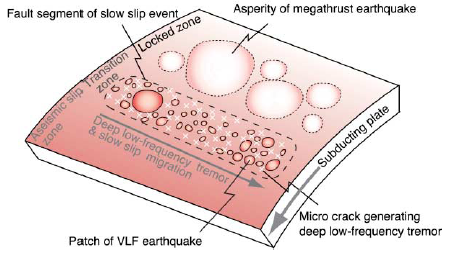 Fault segment of slow slip event
Asperity of megathrust earthquake
Locked zone
Transition
zone
Aseismic slip
zone
Deep low-frequency tremor
& slow slip migration
Subducting plate
Micro crack generating
deep low-frequency tremor
Patch of VLF earthquake